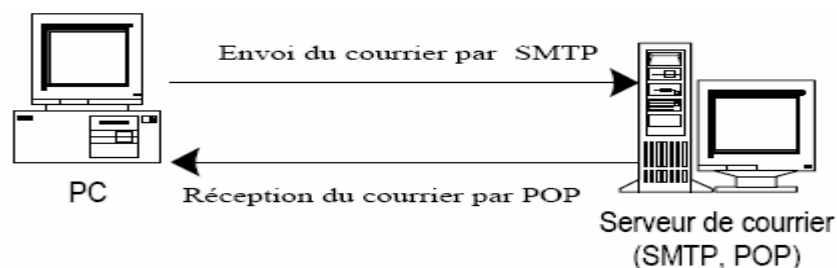 Envoi du courrier par SMTP
PC
Réception du courrier par POP
Serveur de courrier
(SMTP, POP)